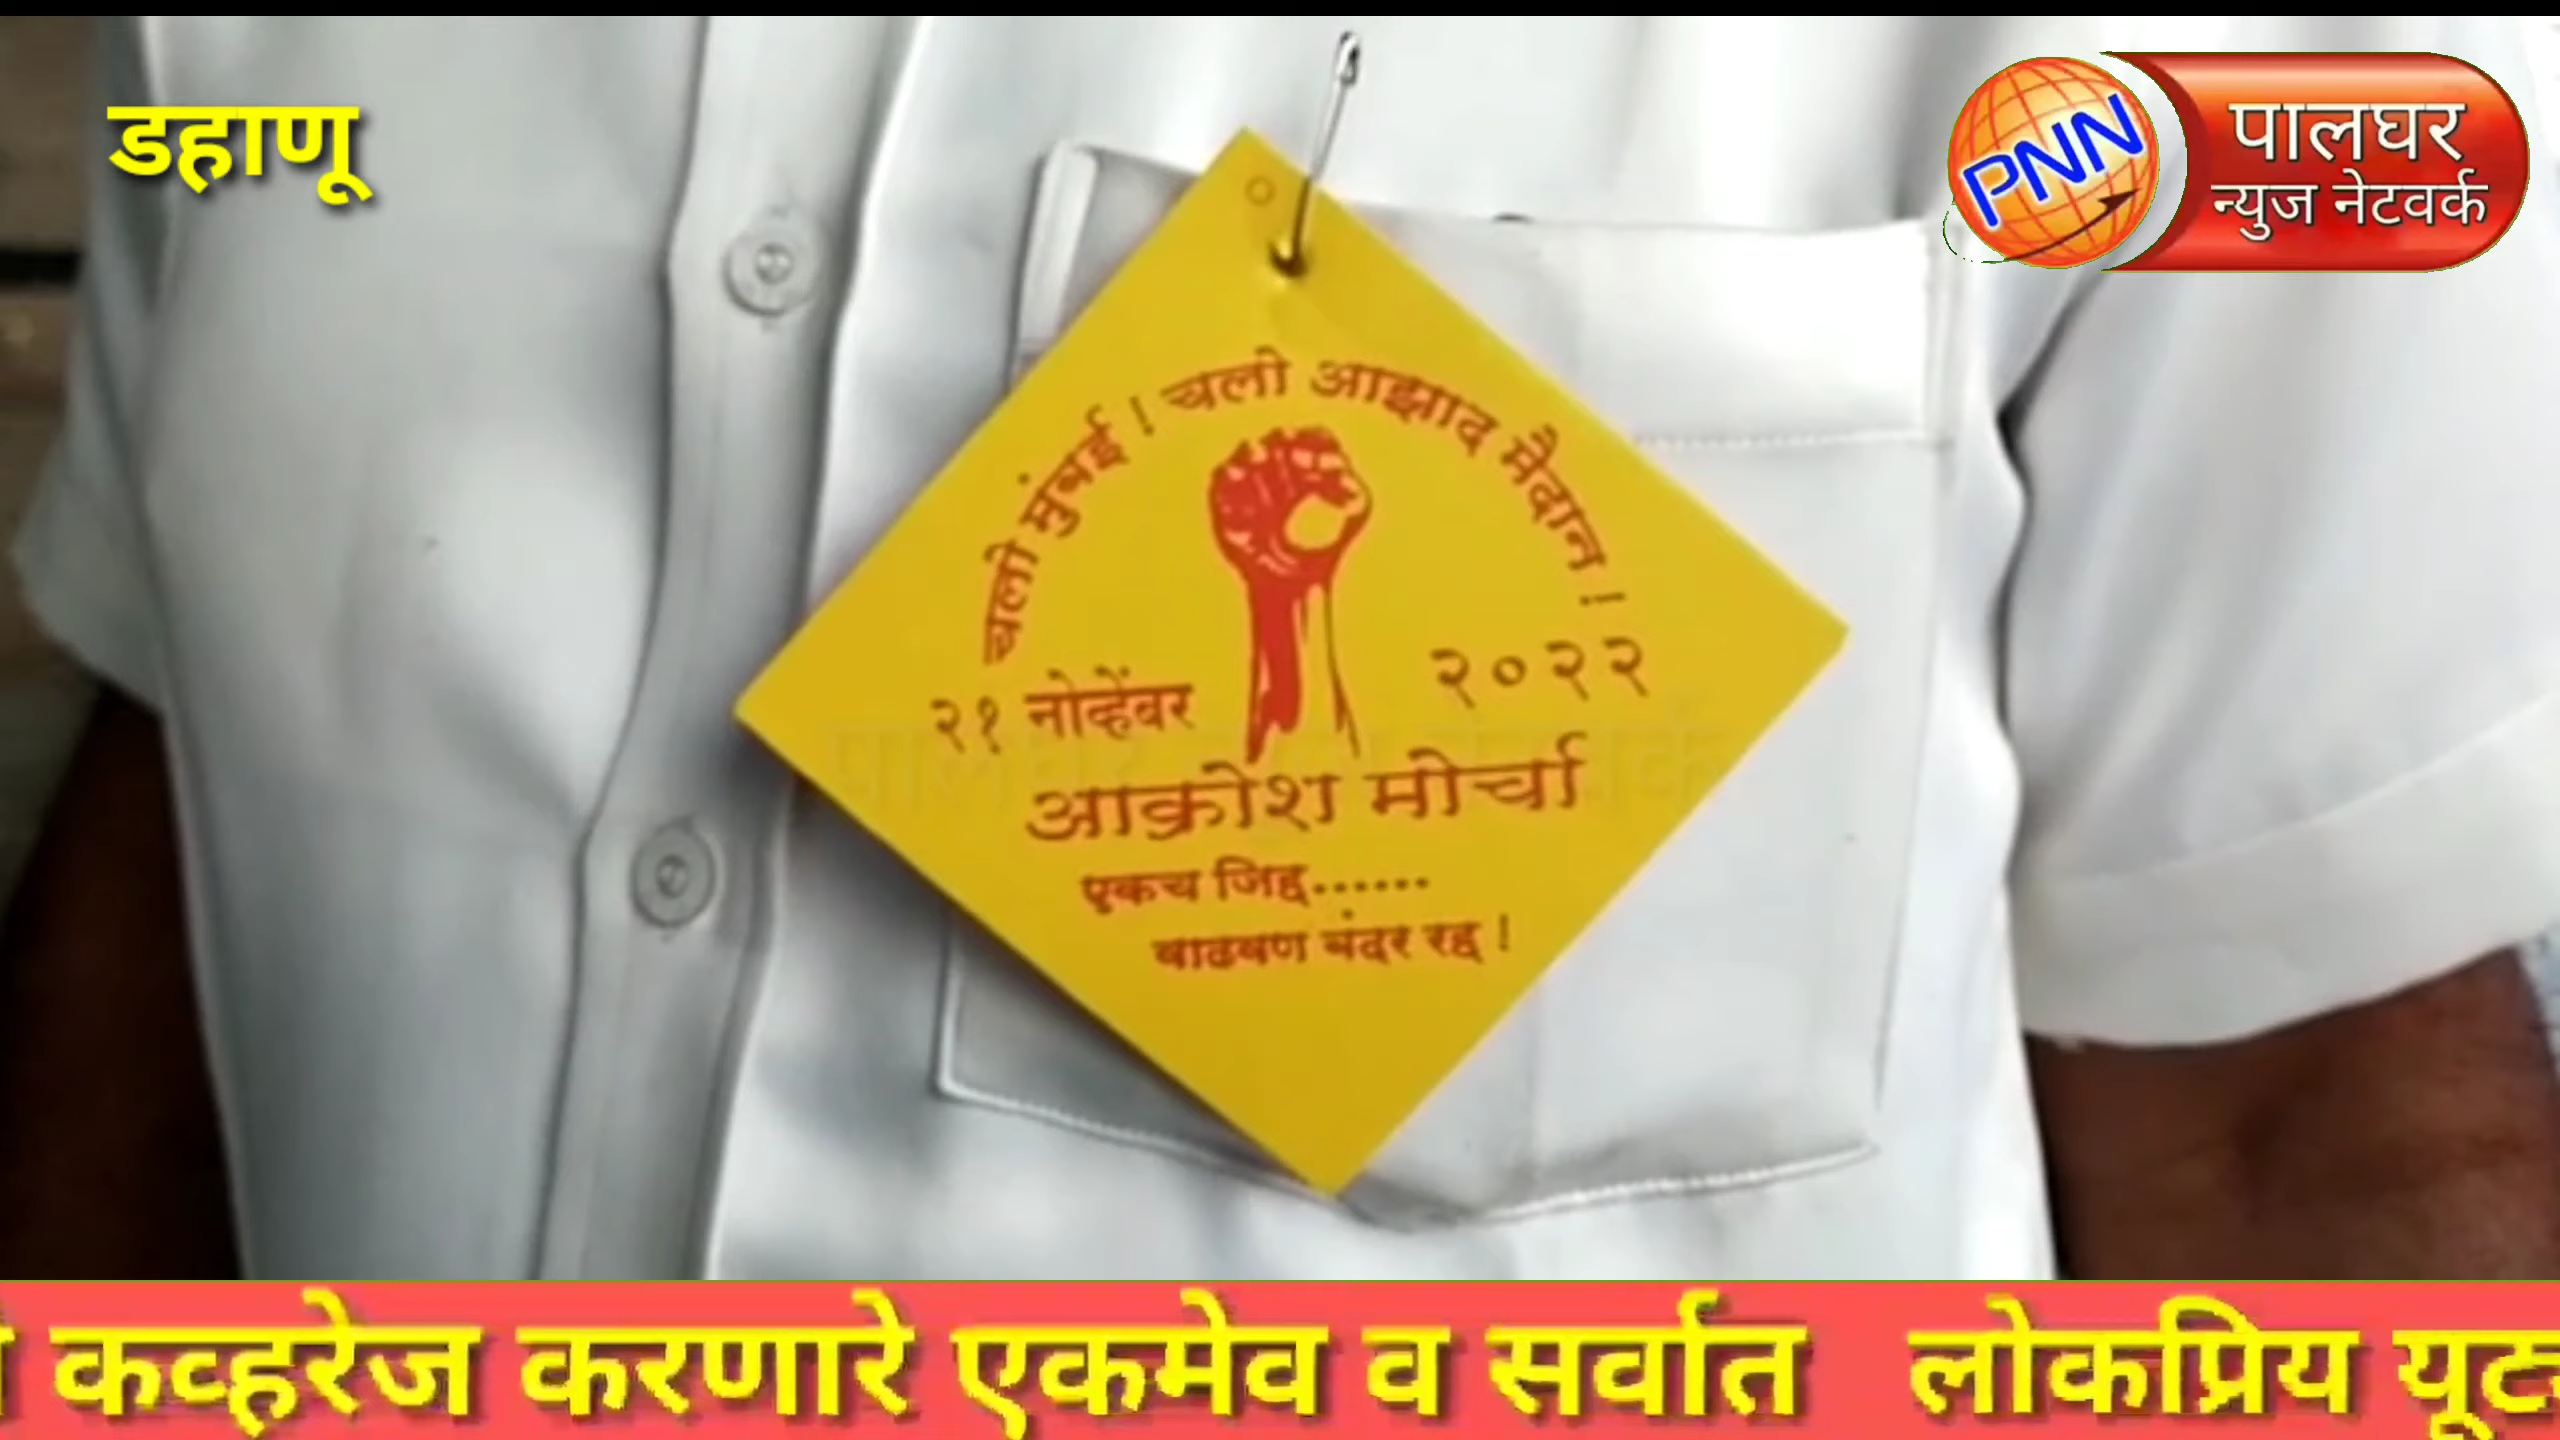 डहाणू
PNN
पालघर
न्युज नेटवर्क
चलो मुंबई ! चलो आझाद मैदान !
२१ नोव्हेंबर २०२२
आक्रोश मोर्चा
एकच जिद्द......
वाढवण बंदर रद्द !
कव्हरेज करणारे एकमेव व सर्वात लोकप्रिय